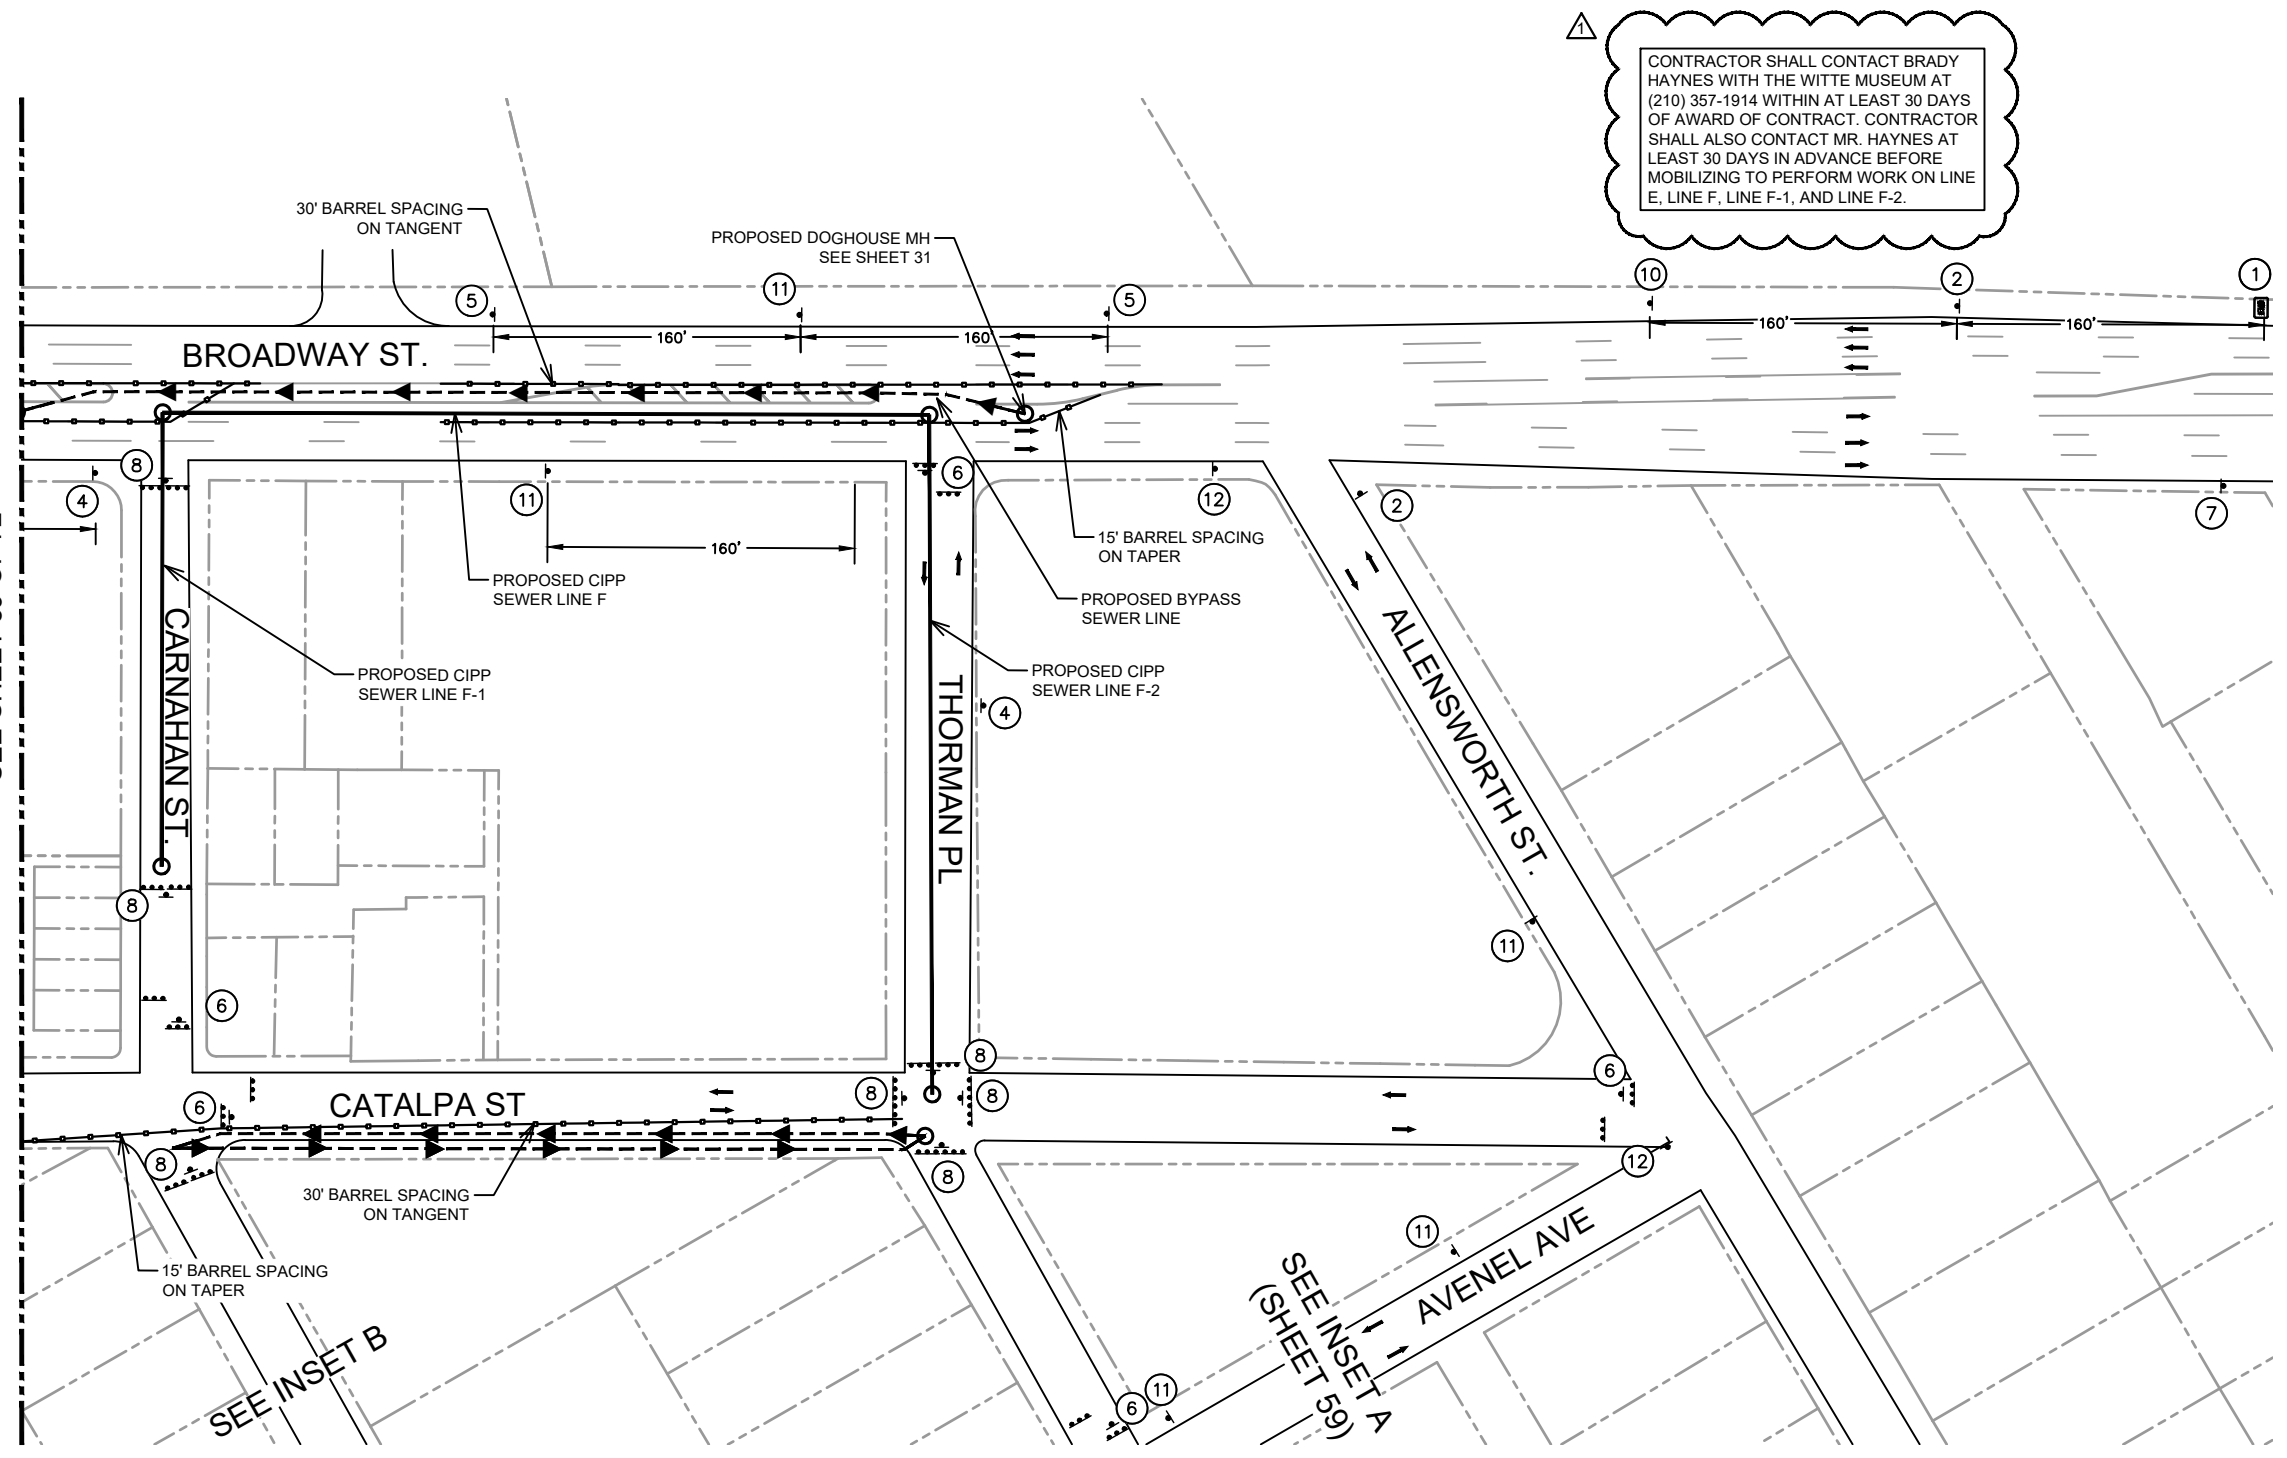 1
CONTRACTOR SHALL CONTACT BRADY
HAYNES WITH THE WITTE MUSEUM AT
(210) 357-1914 WITHIN AT LEAST 30 DAYS
OF AWARD OF CONTRACT. CONTRACTOR
SHALL ALSO CONTACT MR. HAYNES AT
LEAST 30 DAYS IN ADVANCE BEFORE
MOBILIZING TO PERFORM WORK ON LINE
E, LINE F, LINE F-1, AND LINE F-2.
30' BARREL SPACING
ON TANGENT
PROPOSED DOGHOUSE MH
SEE SHEET 31
5
11
5
10
2
1
160'
160'
160'
160'
BROADWAY ST.
8
4
11
6
12
2
7
160'
15' BARREL SPACING
ON TAPER
PROPOSED CIPP
SEWER LINE F
PROPOSED BYPASS
SEWER LINE
PROPOSED CIPP
SEWER LINE F-1
PROPOSED CIPP
SEWER LINE F-2
CARNAHAN ST.
THORMAN PL
ALLENSWORTH ST.
4
8
11
6
8
6
8
8
6
CATALPA ST
8
8
12
30' BARREL SPACING
ON TANGENT
15' BARREL SPACING
ON TAPER
11
AVENEL AVE
SEE INSET A
(SHEET 59)
SEE INSET B
11
6